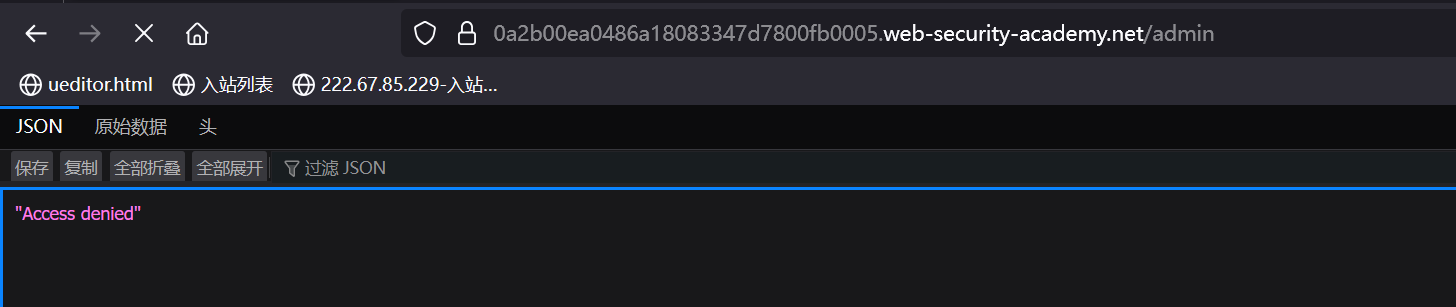 0a2b00ea0486a18083347d7800fb0005.web-security-academy.net/admin
ueditor.html 入站列表 222.67.85.229-入站...
JSON 原始数据 头
保存 复制 全部折叠 全部展开 过滤 JSON
"Access denied"